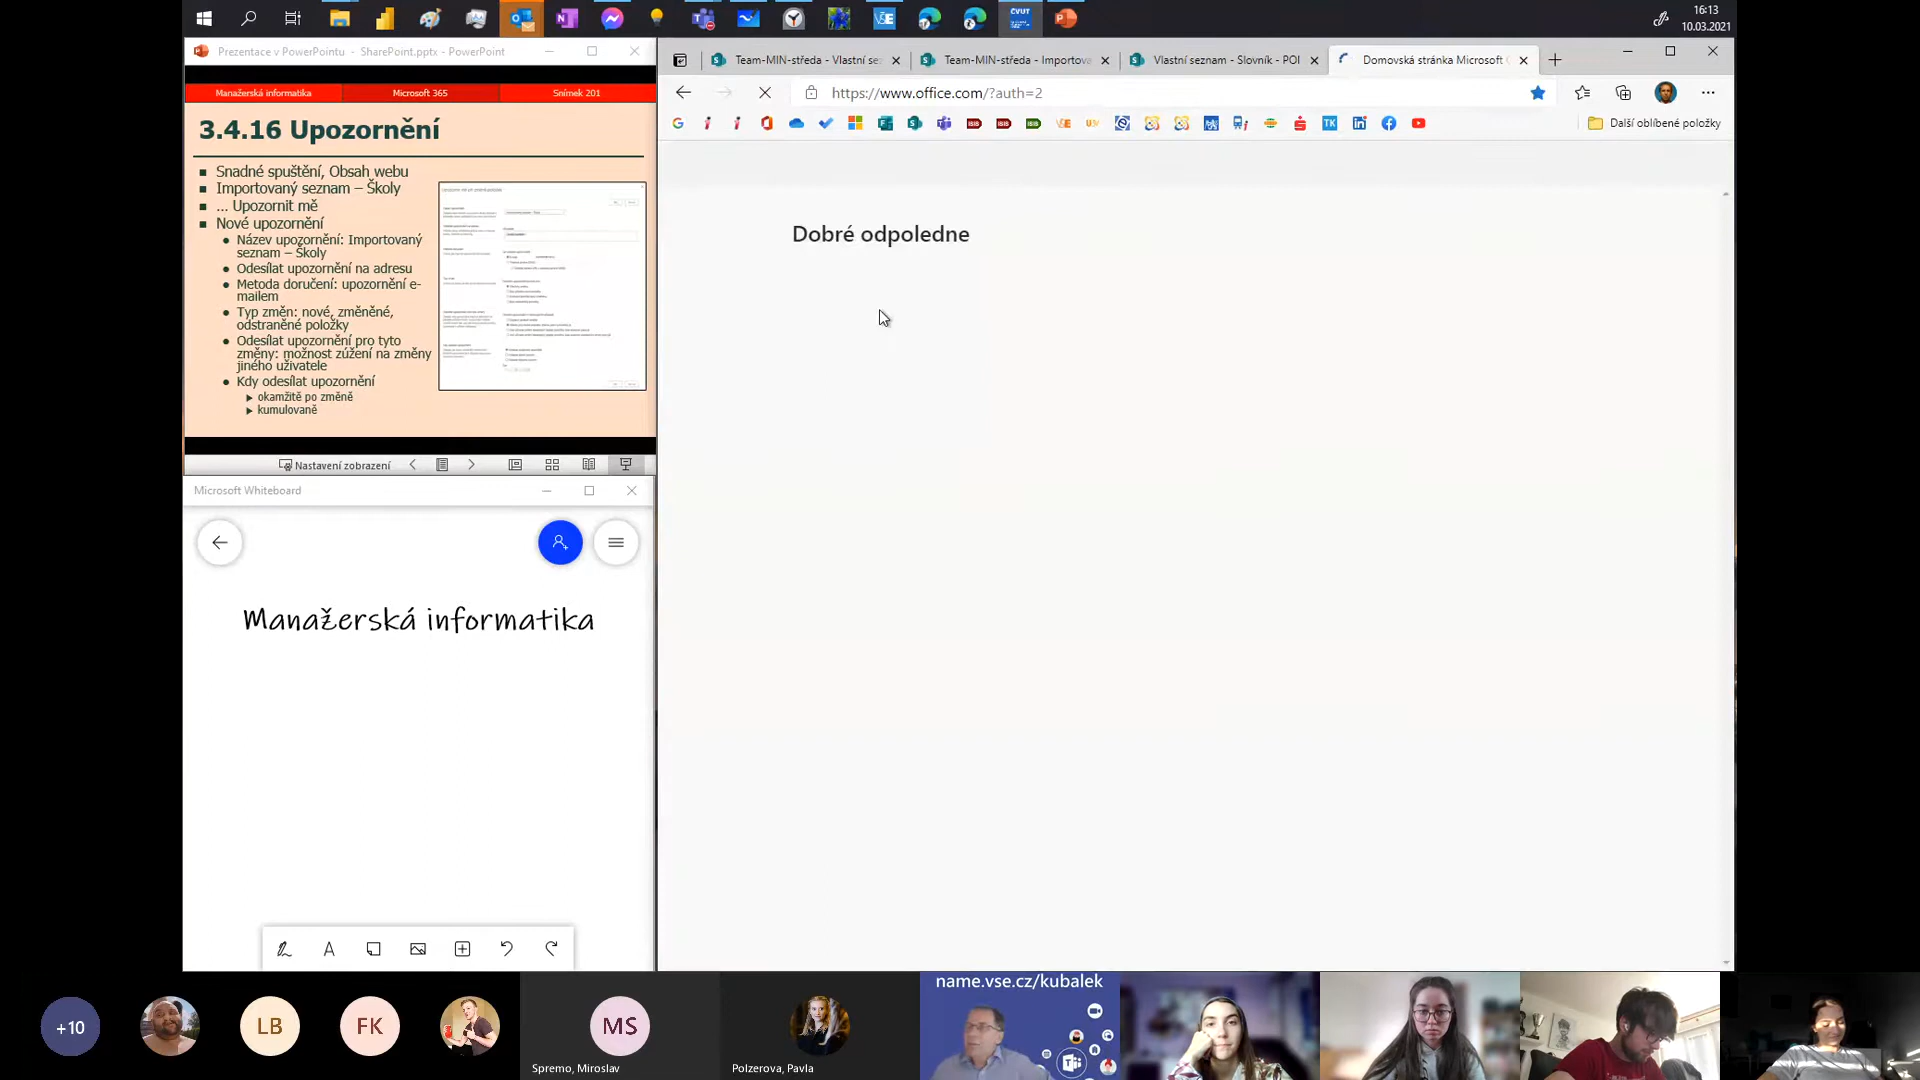 16:13
10.03.2021
Prezentace v PowerPointu - SharePoint.pptx - PowerPoint
Manažerská informatika
Microsoft 365
Snímek 201
3.4.16 Upozornění
Snadné spuštění, Obsah webu
Importovaný seznam – Školy
… Upozornit mě
Nové upozornění
Název upozornění: Importovaný
seznam – Školy
Odesílat upozornění na adresu
Metoda doručení: upozornění e-
mailem
Typ změn: nové, změněné,
odstraněné položky
Odesílat upozornění pro tyto
změny: možnost zúžení na změny
jiného uživatele
Kdy odesílat upozornění
okamžitě po změně
kumulovaně
Nastavení zobrazení
Microsoft Whiteboard
Manažerská informatika
Team-MIN-středa - Vlastní se
Team-MIN-středa - Importova
Vlastní seznam - Slovník - POI
Domovská stránka Microsoft
https://www.office.com/?auth=2
Další oblíbené položky
Dobré odpoledne
+10
LB
FK
MS
Spremo, Miroslav
Polzerova, Pavla
name.vse.cz/kubalek